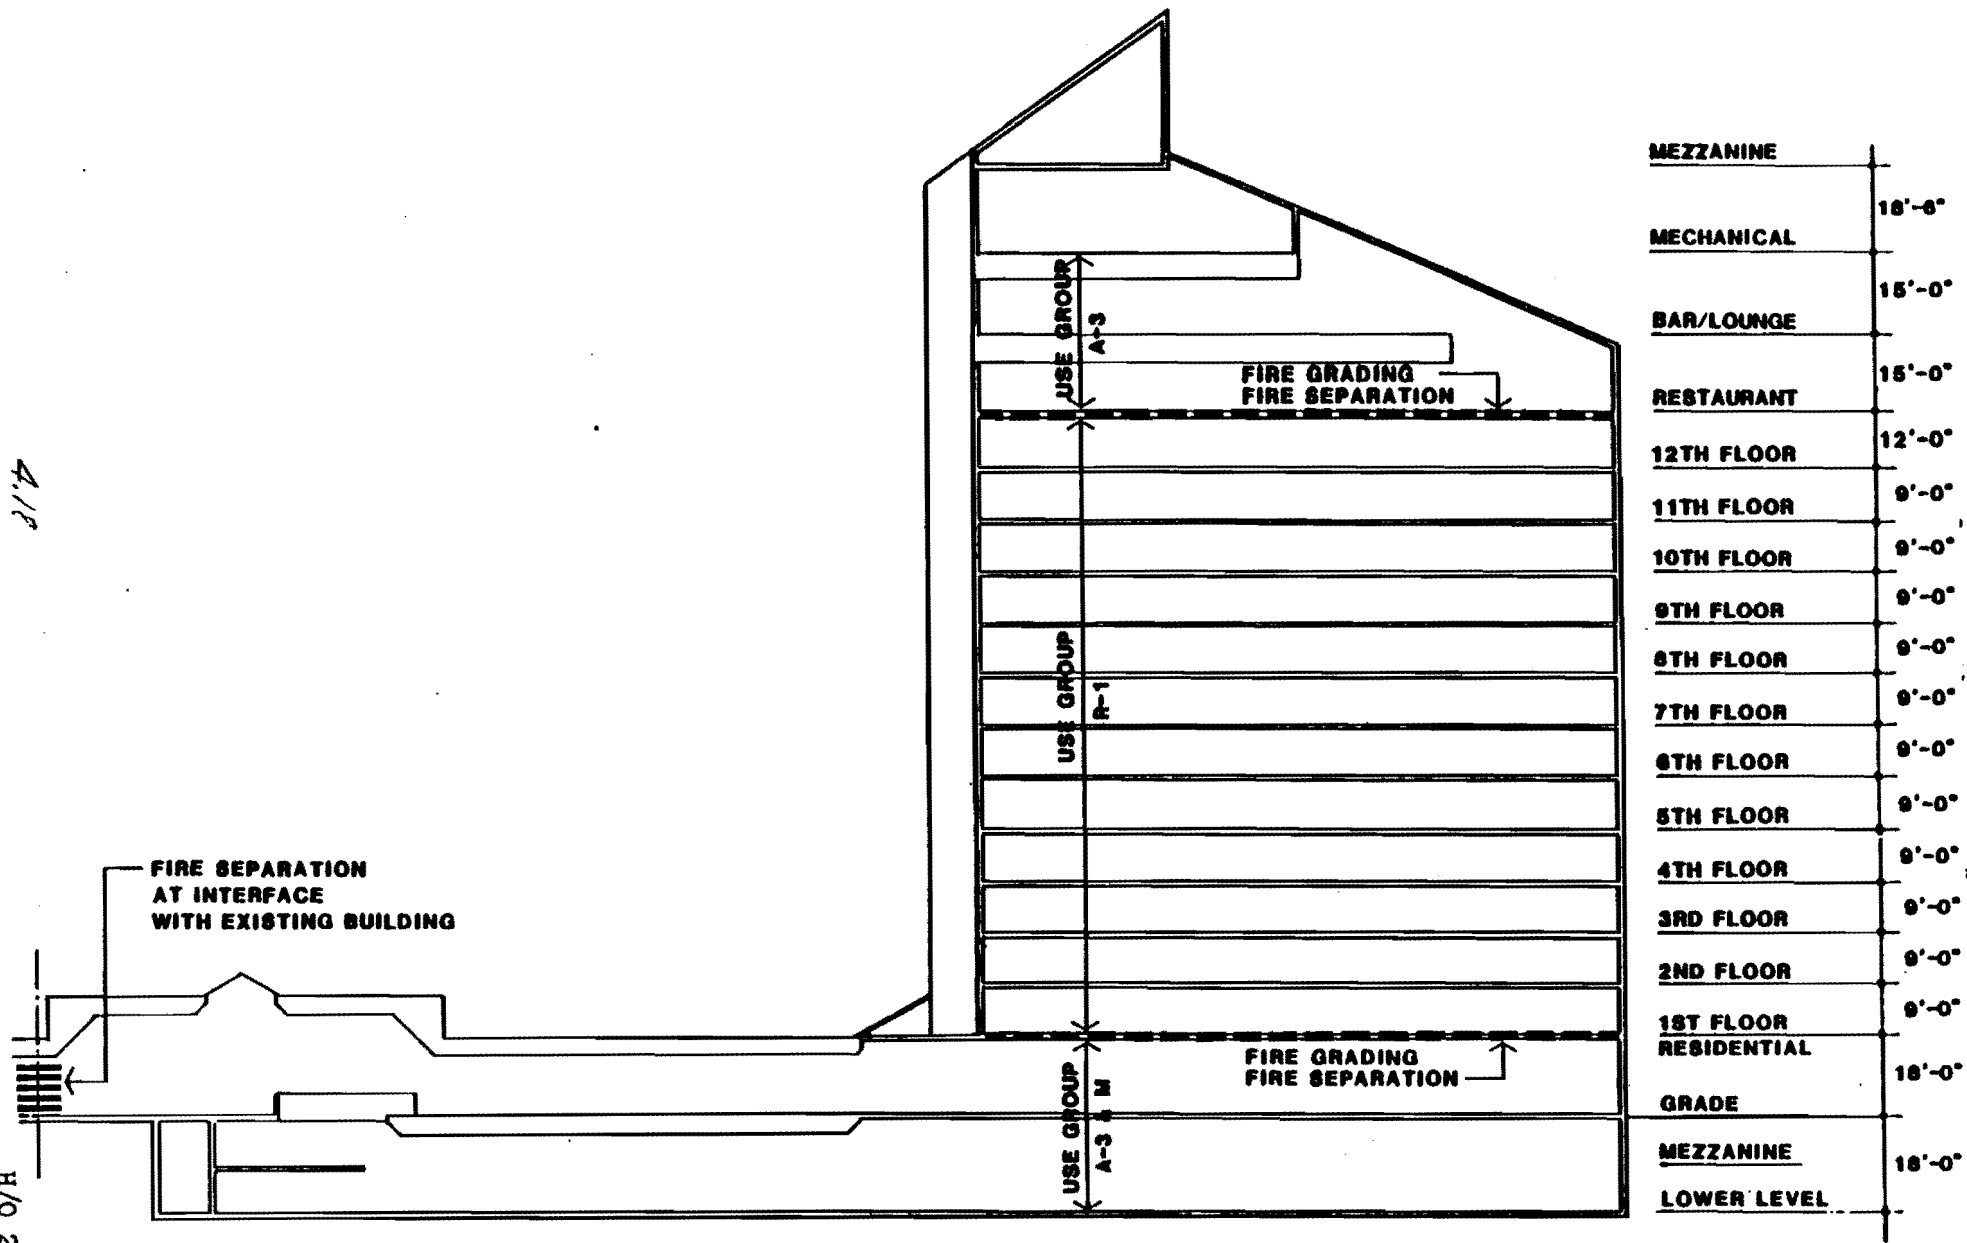 MEZZANINE
18'-6"
MECHANICAL
15'-0"
BAR/LOUNGE
15'-0"
RESTAURANT
12'-0"
12TH FLOOR
9'-0"
11TH FLOOR
9'-0"
10TH FLOOR
9'-0"
9TH FLOOR
9'-0"
8TH FLOOR
9'-0"
7TH FLOOR
9'-0"
6TH FLOOR
9'-0"
5TH FLOOR
9'-0"
4TH FLOOR
9'-0"
3RD FLOOR
9'-0"
2ND FLOOR
9'-0"
1ST FLOOR
RESIDENTIAL
18'-0"
GRADE
MEZZANINE
18'-0"
LOWER LEVEL
USE GROUP
A-3
FIRE GRADING
FIRE SEPARATION
USE GROUP
R-1
FIRE GRADING
FIRE SEPARATION
USE GROUP
A-3 & M
FIRE SEPARATION
AT INTERFACE
WITH EXISTING BUILDING
4.18
O/H